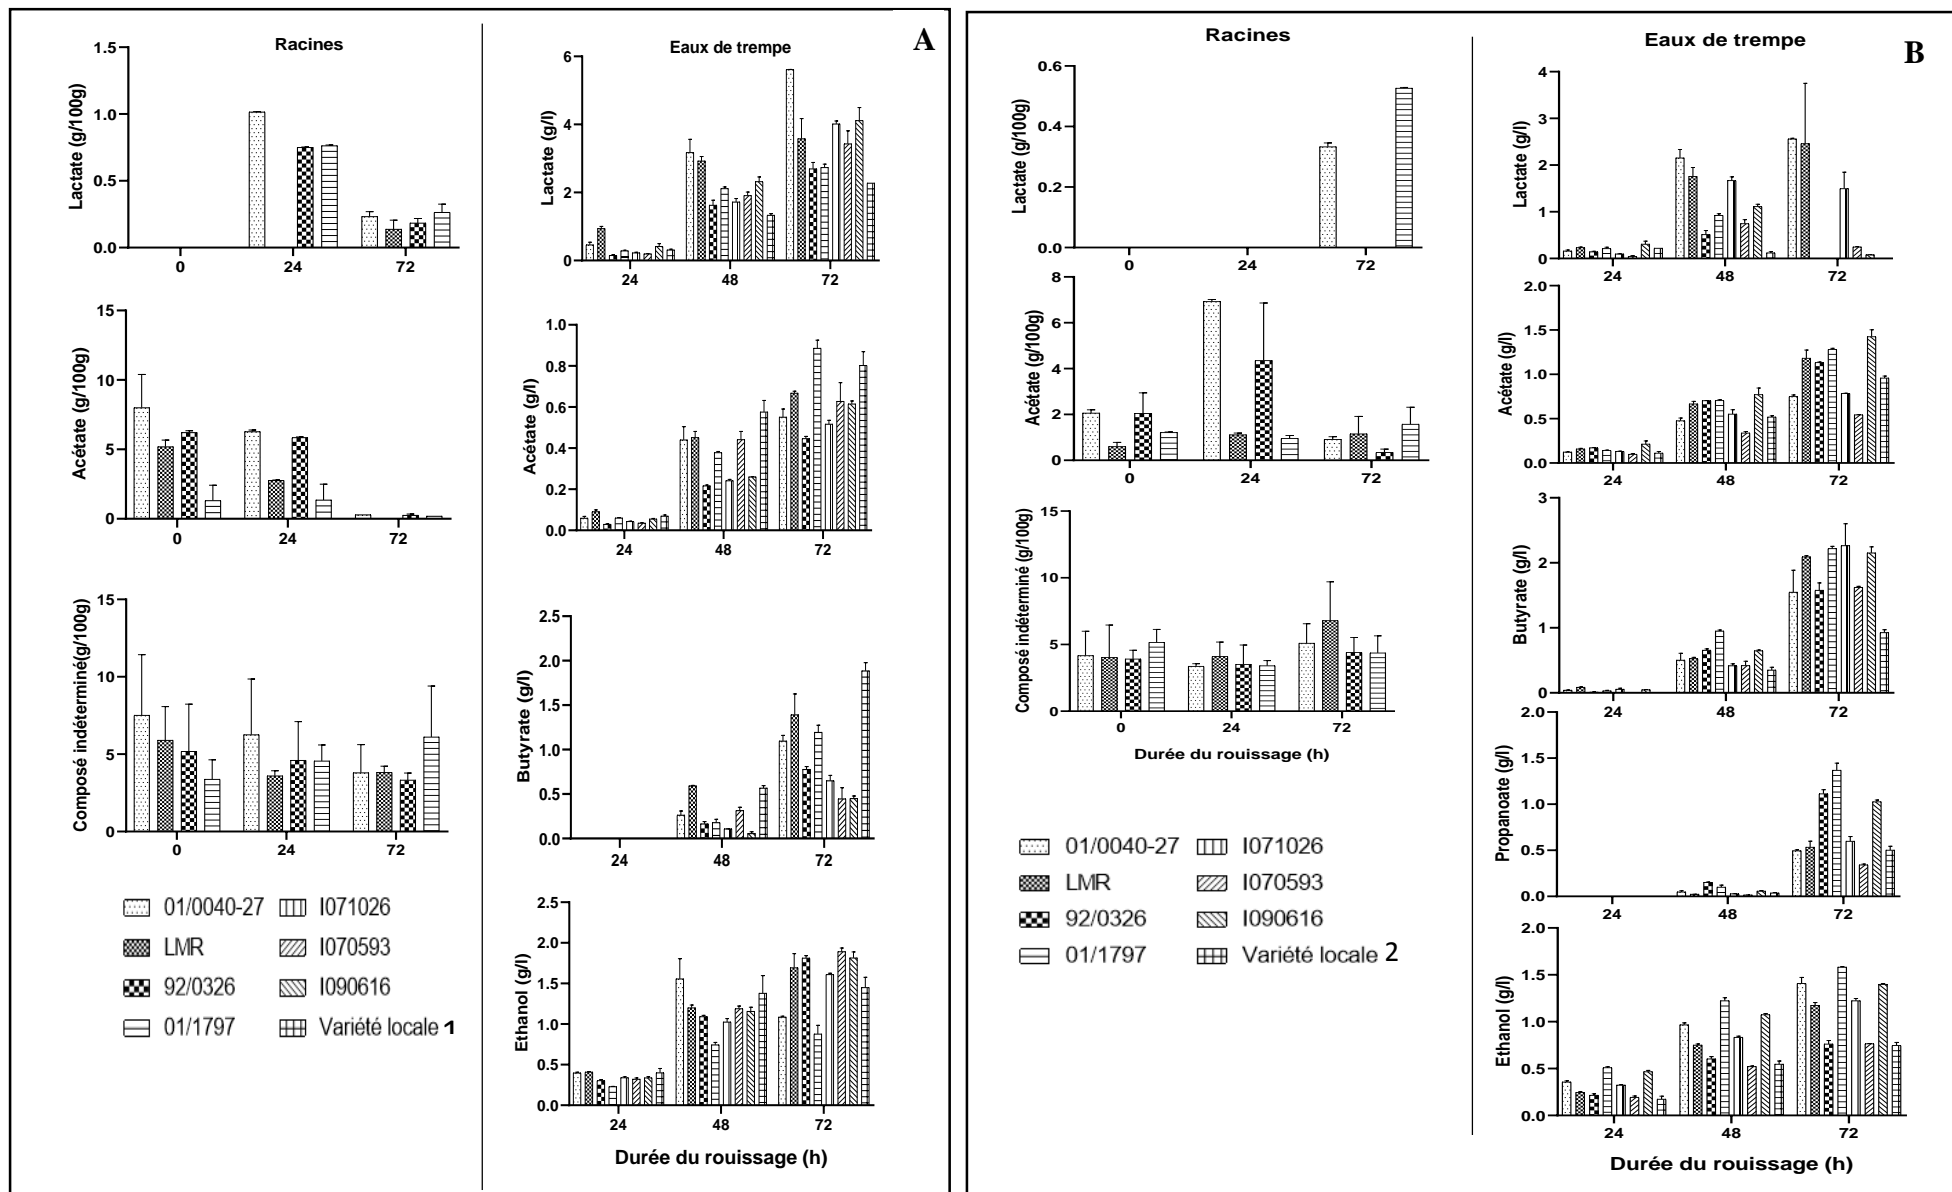 A
Racines
Lactate (g/100g)
1.5
1.0
0.5
0.0
0 24 72
Acétate (g/100g)
15
10
5
0
0 24 72
Composé indéterminé(g/100g)
15
10
5
0
0 24 72
01/0040-27 I071026
LMR I070593
92/0326 I090616
01/1797 Variété locale 1
Eaux de trempe
Lactate (g/l)
6
4
2
0
24 48 72
Acétate (g/l)
1.0
0.8
0.6
0.4
0.2
0.0
24 48 72
Butyrate (g/l)
2.5
2.0
1.5
1.0
0.5
0.0
24 48 72
Ethanol (g/l)
2.5
2.0
1.5
1.0
0.5
0.0
24 48 72
Durée du rouissage (h)
B
Racines
Lactate (g/100g)
0.6
0.4
0.2
0.0
0 24 72
Acétate (g/100g)
8
6
4
2
0
0 24 72
Composé indéterminé (g/100g)
15
10
5
0
0 24 72
Durée du rouissage (h)
01/0040-27 I071026
LMR I070593
92/0326 I090616
01/1797 Variété locale 2
Eaux de trempe
Lactate (g/l)
4
3
2
1
0
24 48 72
Acétate (g/l)
2.0
1.5
1.0
0.5
0.0
24 48 72
Butyrate (g/l)
3
2
1
0
24 48 72
Propanoate (g/l)
2.0
1.5
1.0
0.5
0.0
24 48 72
Ethanol (g/l)
2.0
1.5
1.0
0.5
0.0
24 48 72
Durée du rouissage (h)